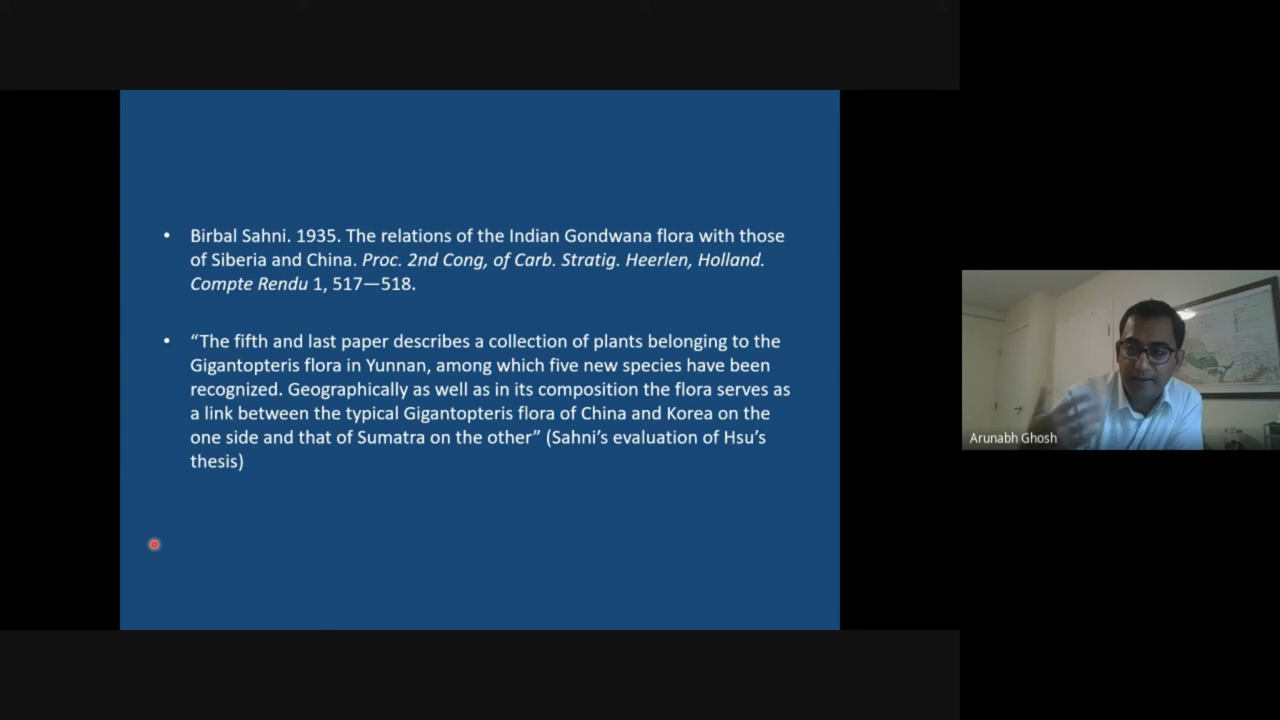 • Birbal Sahni. 1935. The relations of the Indian Gondwana flora with those
of Siberia and China. Proc. 2nd Cong, of Carb. Stratig. Heerlen, Holland.
Compte Rendu 1, 517—518.
• “The fifth and last paper describes a collection of plants belonging to the
Gigantopteris flora in Yunnan, among which five new species have been
recognized. Geographically as well as in its composition the flora serves as
a link between the typical Gigantopteris flora of China and Korea on the
one side and that of Sumatra on the other” (Sahni’s evaluation of Hsu’s
thesis)
Arunabh Ghosh